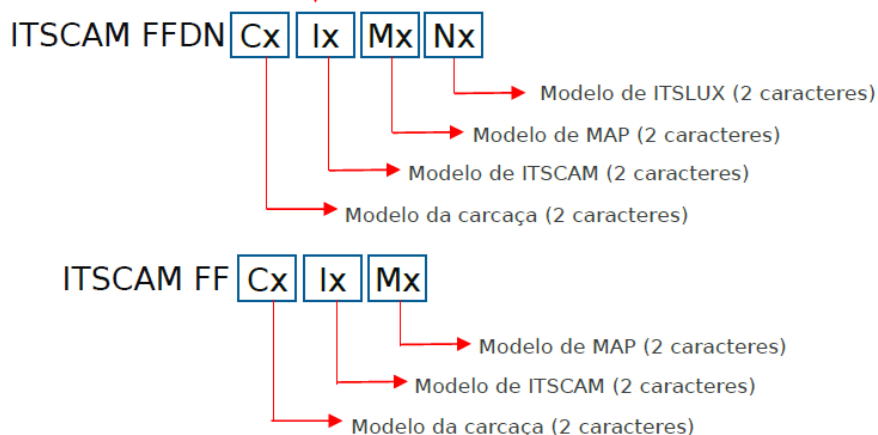 ITSCAM FFDN Cx Ix Mx Nx
Modelo de ITSLUX (2 caracteres)
Modelo de MAP (2 caracteres)
Modelo de ITSCAM (2 caracteres)
Modelo da carcaça (2 caracteres)
ITSCAM FF Cx Ix Mx
Modelo de MAP (2 caracteres)
Modelo de ITSCAM (2 caracteres)
Modelo da carcaça (2 caracteres)